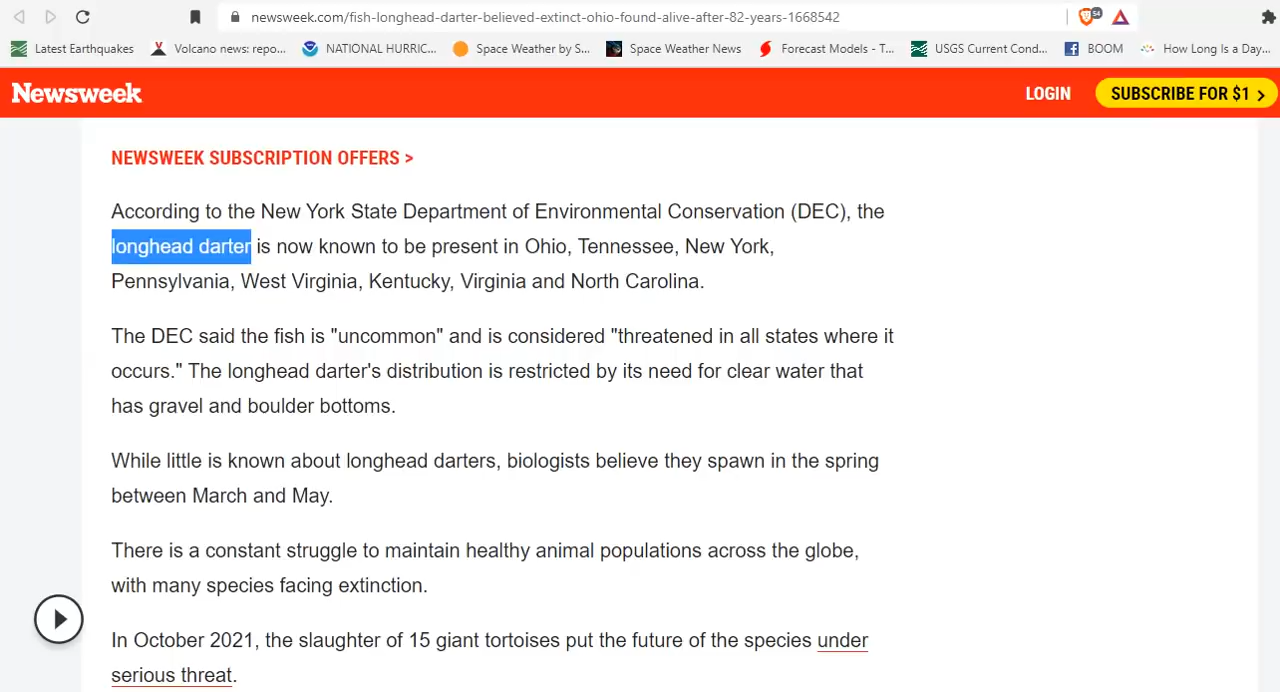 newsweek.com/fish-longhead-darter-believed-extinct-ohio-found-alive-after-82-years-1668542
54
Latest Earthquakes Volcano news: repo... NATIONAL HURRIC... Space Weather by S... Space Weather News Forecast Models - T... USGS Current Cond... BOOM How Long Is a Day...
Newsweek LOGIN SUBSCRIBE FOR $1 >
NEWSWEEK SUBSCRIPTION OFFERS >
According to the New York State Department of Environmental Conservation (DEC), the
longhead darter is now known to be present in Ohio, Tennessee, New York,
Pennsylvania, West Virginia, Kentucky, Virginia and North Carolina.
The DEC said the fish is "uncommon" and is considered "threatened in all states where it
occurs." The longhead darter's distribution is restricted by its need for clear water that
has gravel and boulder bottoms.
While little is known about longhead darters, biologists believe they spawn in the spring
between March and May.
There is a constant struggle to maintain healthy animal populations across the globe,
with many species facing extinction.
In October 2021, the slaughter of 15 giant tortoises put the future of the species under
serious threat.